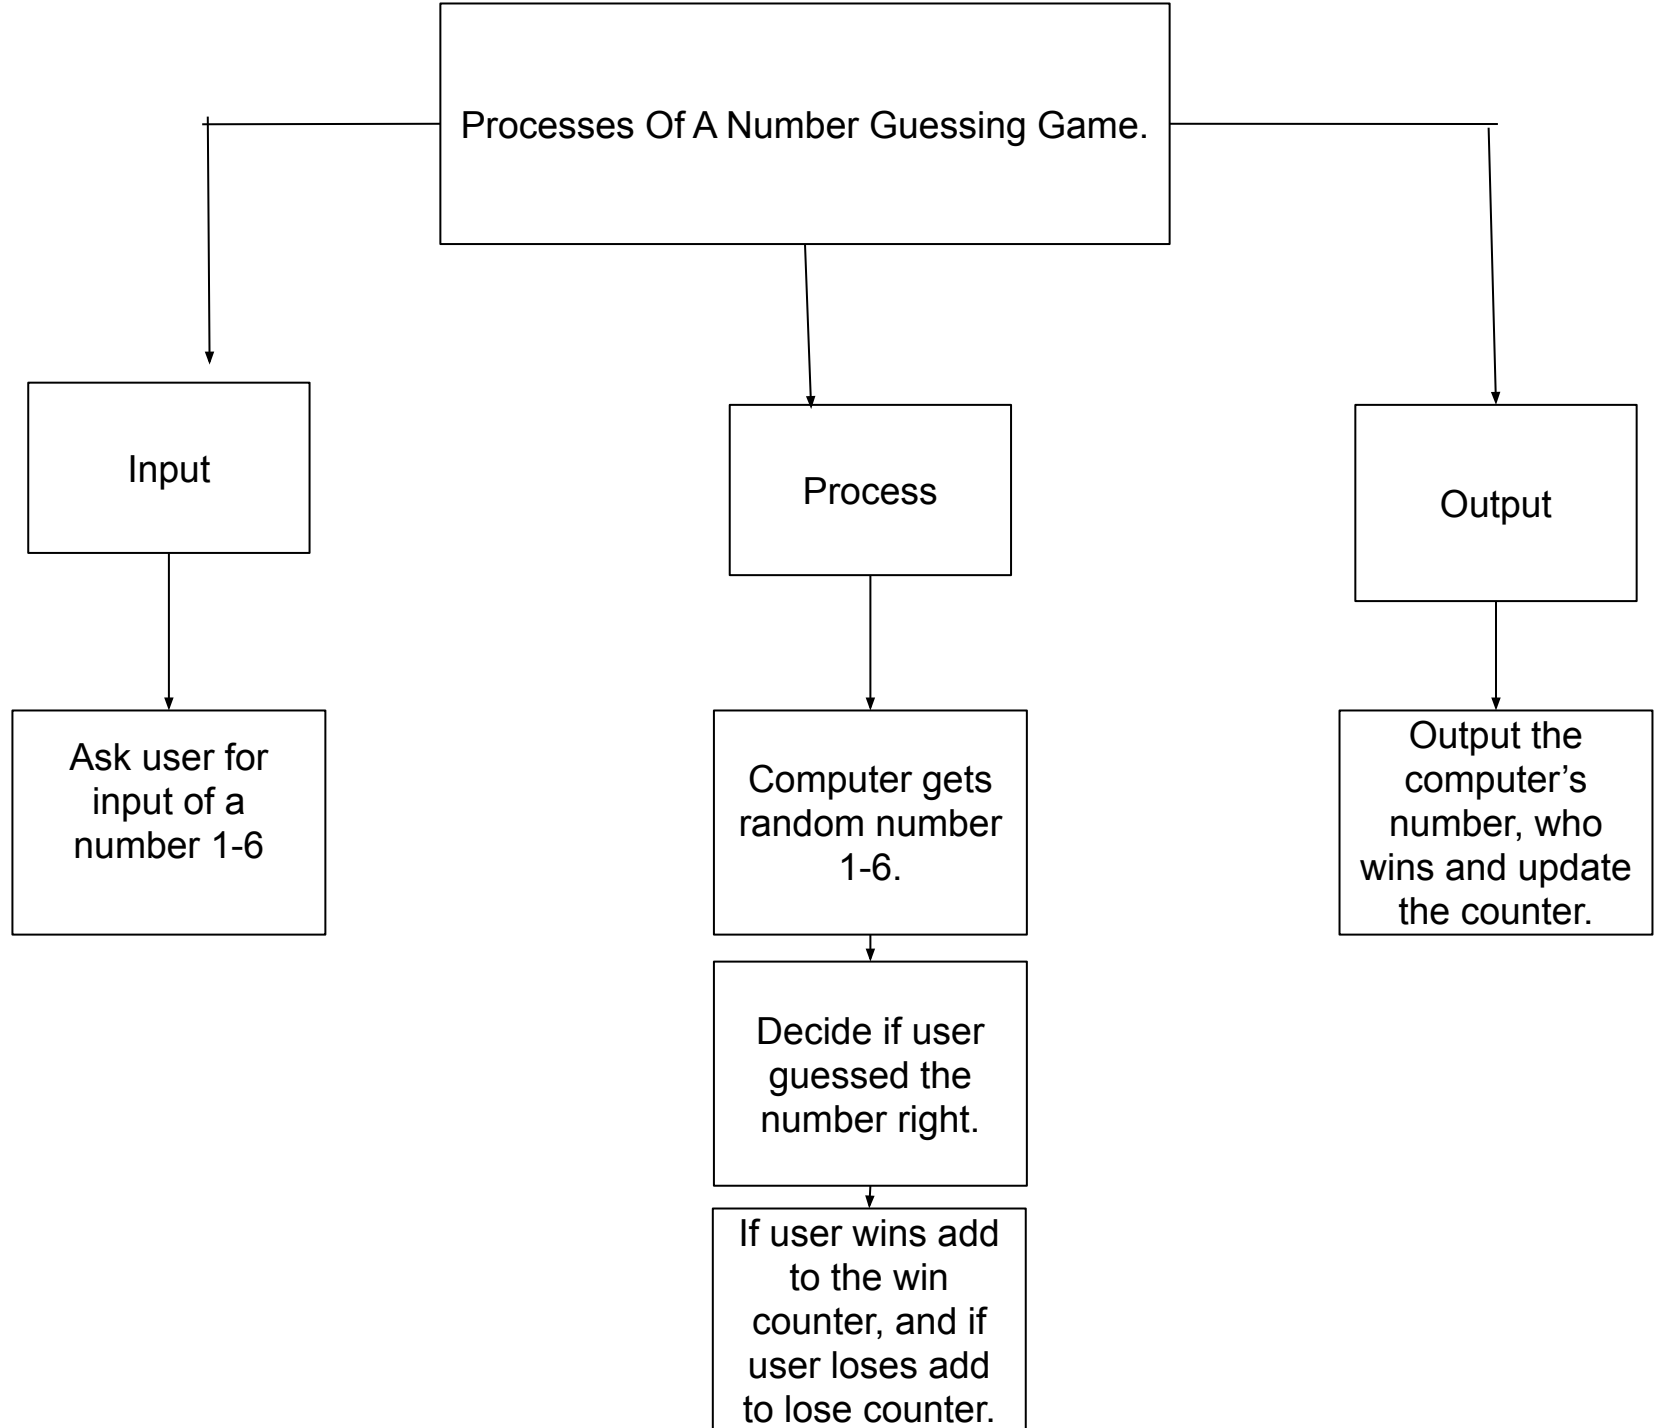 Processes Of A Number Guessing Game.
Input
Process
Output
Ask user for
input of a
number 1-6
Computer gets
random number
1-6.
Decide if user
guessed the
number right.
If user wins add
to the win
counter, and if
user loses add
to lose counter.
Output the
computer’s
number, who
wins and update
the counter.